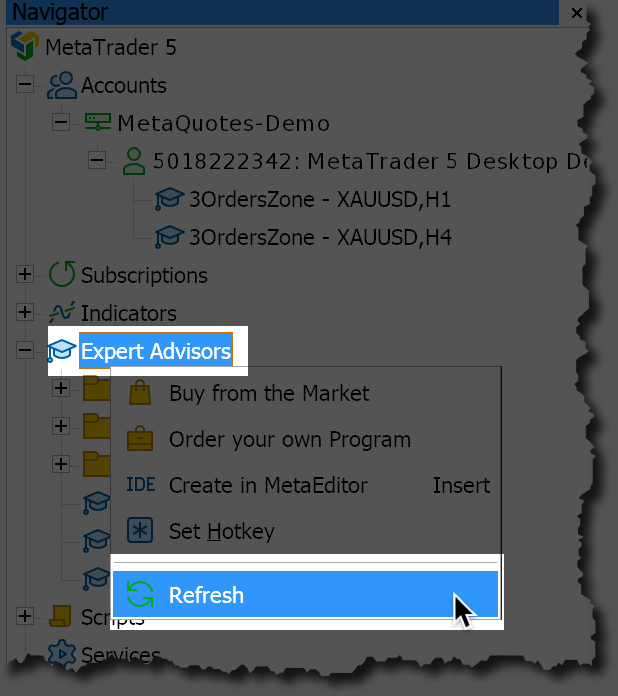 Navigator
MetaTrader 5
Accounts
MetaQuotes-Demo
5018222342: MetaTrader 5 Desktop De
3OrdersZone - XAUUSD,H1
3OrdersZone - XAUUSD,H4
Subscriptions
Indicators
Expert Advisors
Buy from the Market
Order your own Program
IDE Create in MetaEditor Insert
Set Hotkey
Refresh
Scripts
Services